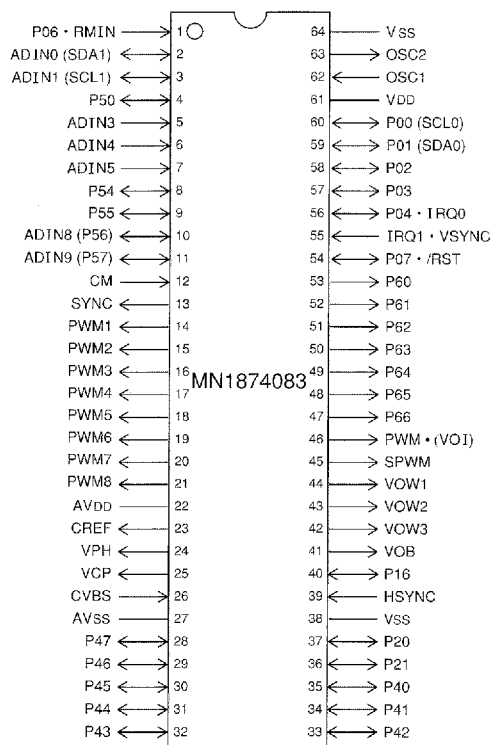 P06・RMIN 1 64 VSS
ADIN0 (SDA1) 2 63 OSC2
ADIN1 (SCL1) 3 62 OSC1
P50 4 61 VDD
ADIN3 5 60 P00 (SCL0)
ADIN4 6 59 P01 (SDA0)
ADIN5 7 58 P02
P54 8 57 P03
P55 9 56 P04・IRQ0
ADIN8 (P56) 10 55 IRQ1・VSYNC
ADIN9 (P57) 11 54 P07・/RST
CM 12 53 P60
SYNC 13 52 P61
PWM1 14 51 P62
PWM2 15 50 P63
PWM3 16 49 P64
MN1874083
PWM4 17 48 P65
PWM5 18 47 P66
PWM6 19 46 PWM・(VOI)
PWM7 20 45 SPWM
PWM8 21 44 VOW1
AVDD 22 43 VOW2
CREF 23 42 VOW3
VPH 24 41 VOB
VCP 25 40 P16
CVBS 26 39 HSYNC
AVSS 27 38 VSS
P47 28 37 P20
P46 29 36 P21
P45 30 35 P40
P44 31 34 P41
P43 32 33 P42